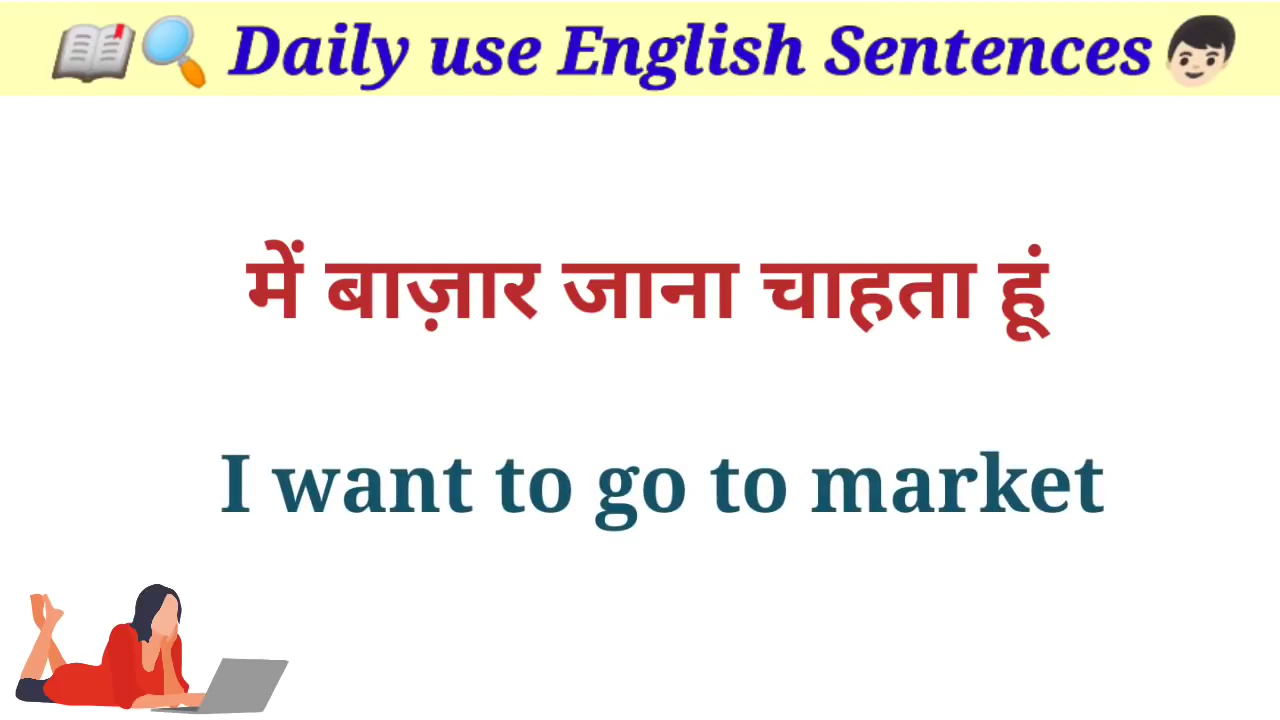 Daily use English Sentences
में बाज़ार जाना चाहता हूं
I want to go to market